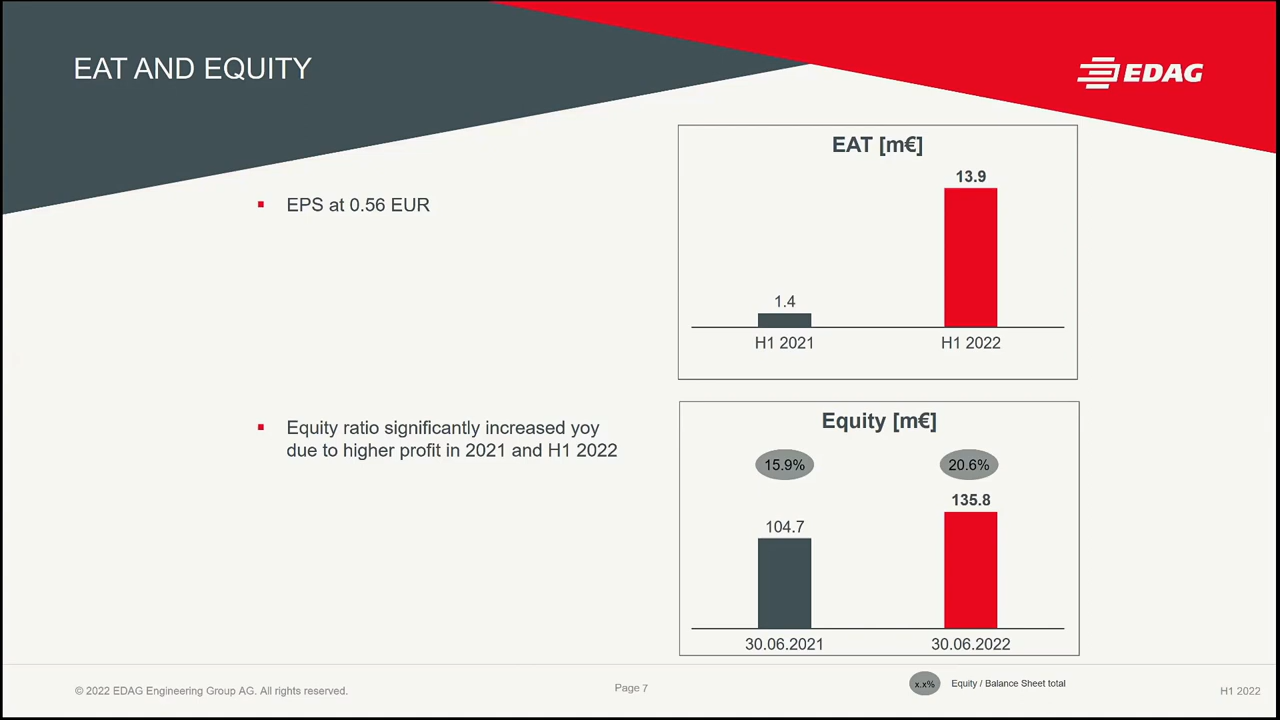 EAT AND EQUITY
EDAG
EPS at 0.56 EUR
EAT [m€]
13.9
1.4
H1 2021
H1 2022
Equity ratio significantly increased yoy
due to higher profit in 2021 and H1 2022
Equity [m€]
15.9%
20.6%
135.8
104.7
30.06.2021
30.06.2022
x.x%
Equity / Balance Sheet total
© 2022 EDAG Engineering Group AG. All rights reserved.
Page 7
H1 2022